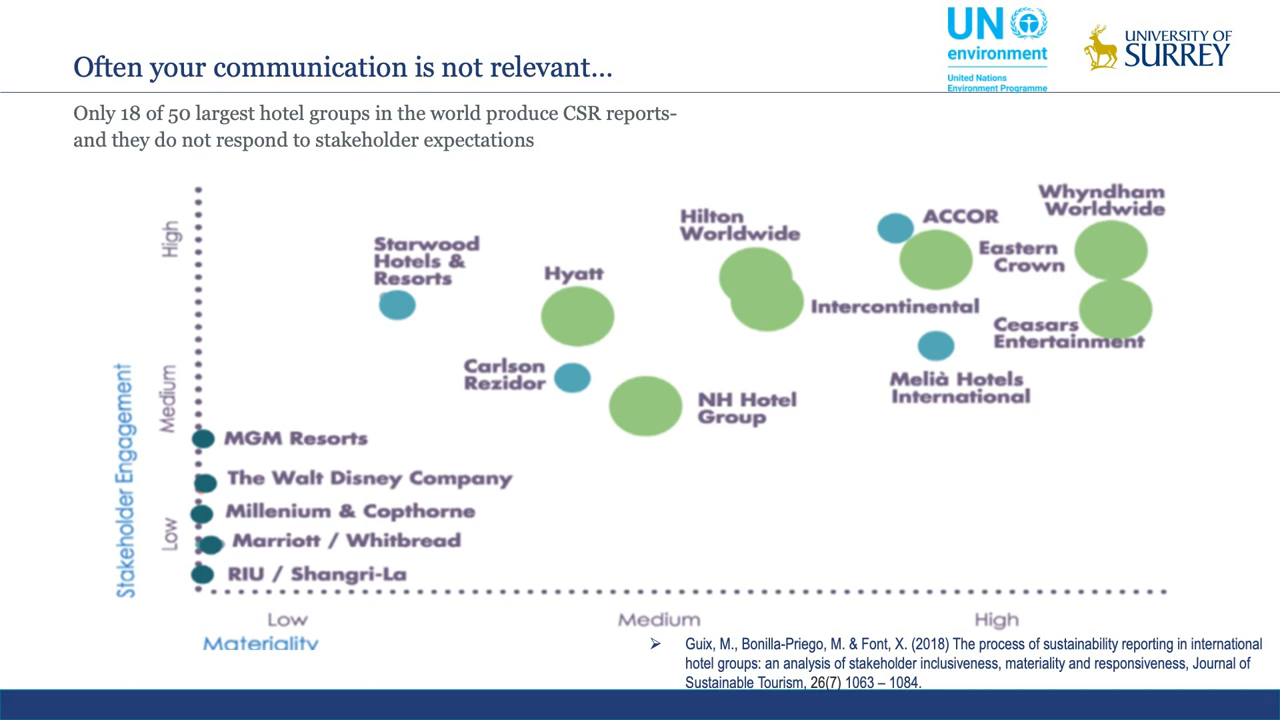 Often your communication is not relevant...
UN
environment
United Nations
Environment Programme
UNIVERSITY OF
SURREY
Only 18 of 50 largest hotel groups in the world produce CSR reports-
and they do not respond to stakeholder expectations
Stakeholder Engagement
High
Medium
Low
Starwood
Hotels &
Resorts
Hyatt
Hilton
Worldwide
ACCOR
Whyndham
Worldwide
Eastern
Crown
Intercontinental
Ceasars
Entertainment
Carlson
Rezidor
NH Hotel
Group
Melià Hotels
International
MGM Resorts
The Walt Disney Company
Millenium & Copthorne
Marriott / Whitbread
RIU / Shangri-La
Low
Medium
High
Materiality
➢ Guix, M., Bonilla-Priego, M. & Font, X. (2018) The process of sustainability reporting in international
hotel groups: an analysis of stakeholder inclusiveness, materiality and responsiveness, Journal of
Sustainable Tourism, 26(7) 1063 – 1084.